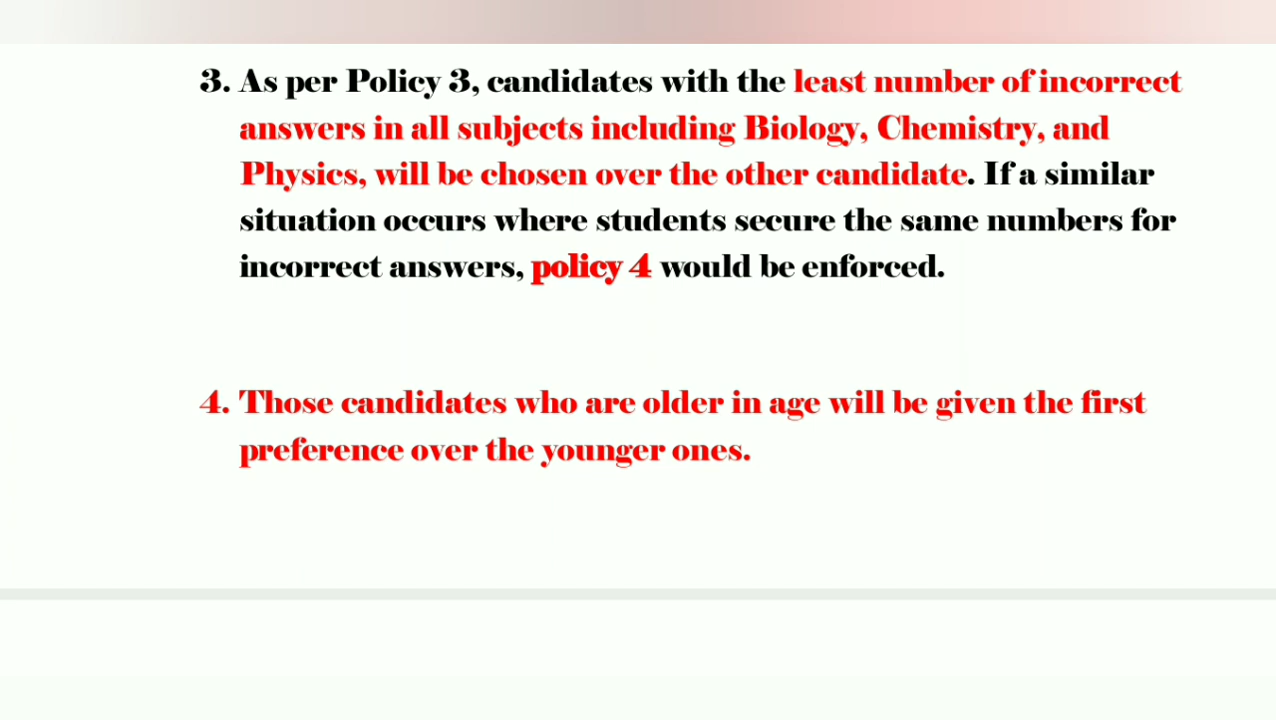 3. As per Policy 3, candidates with the least number of incorrect
answers in all subjects including Biology, Chemistry, and
Physics, will be chosen over the other candidate. If a similar
situation occurs where students secure the same numbers for
incorrect answers, policy 4 would be enforced.
4. Those candidates who are older in age will be given the first
preference over the younger ones.